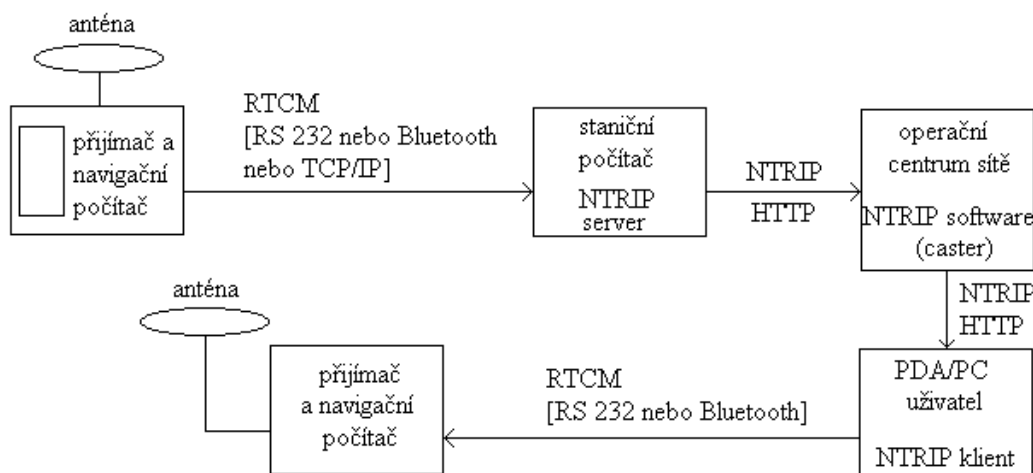 anténa
přijímač a
navigační
počítač
RTCM
[RS 232 nebo Bluetooth
nebo TCP/IP]
staniční
počítač
NTRIP
server
NTRIP
HTTP
operační
centrum sítě
NTRIP software
(caster)
NTRIP
HTTP
PDA/PC
uživatel
NTRIP klient
RTCM
[RS 232 nebo Bluetooth]
anténa
přijímač
a navigační
počítač